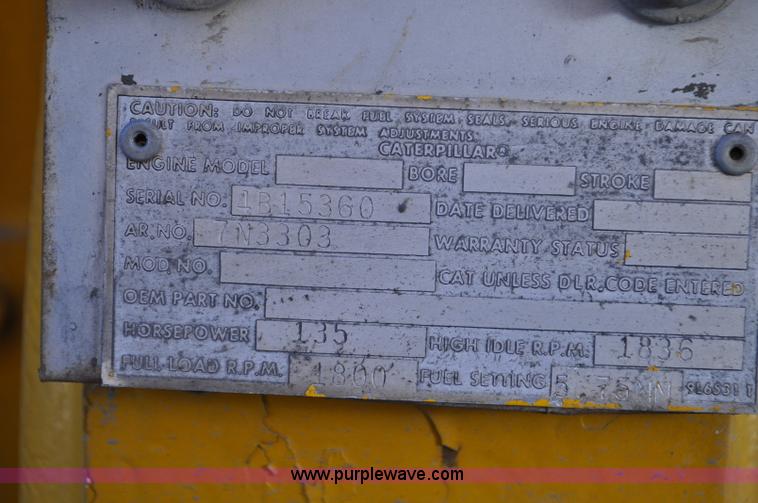 CAUTION: DO NOT BREAK FUEL SYSTEM SEALS. SERIOUS ENGINE DAMAGE CAN
RESULT FROM IMPROPER SYSTEM ADJUSTMENTS.
CATERPILLAR®
ENGINE MODEL BORE STROKE
SERIAL NO. 1B15360 DATE DELIVERED
AR. NO. 7N3303 WARRANTY STATUS
MOD. NO. CAT UNLESS DLR. CODE ENTERED
OEM PART NO.
HORSEPOWER 135 HIGH IDLE R.P.M. 1836
FULL LOAD R.P.M. 1800 FUEL SETTING 9L6531 1
www.purplewave.com